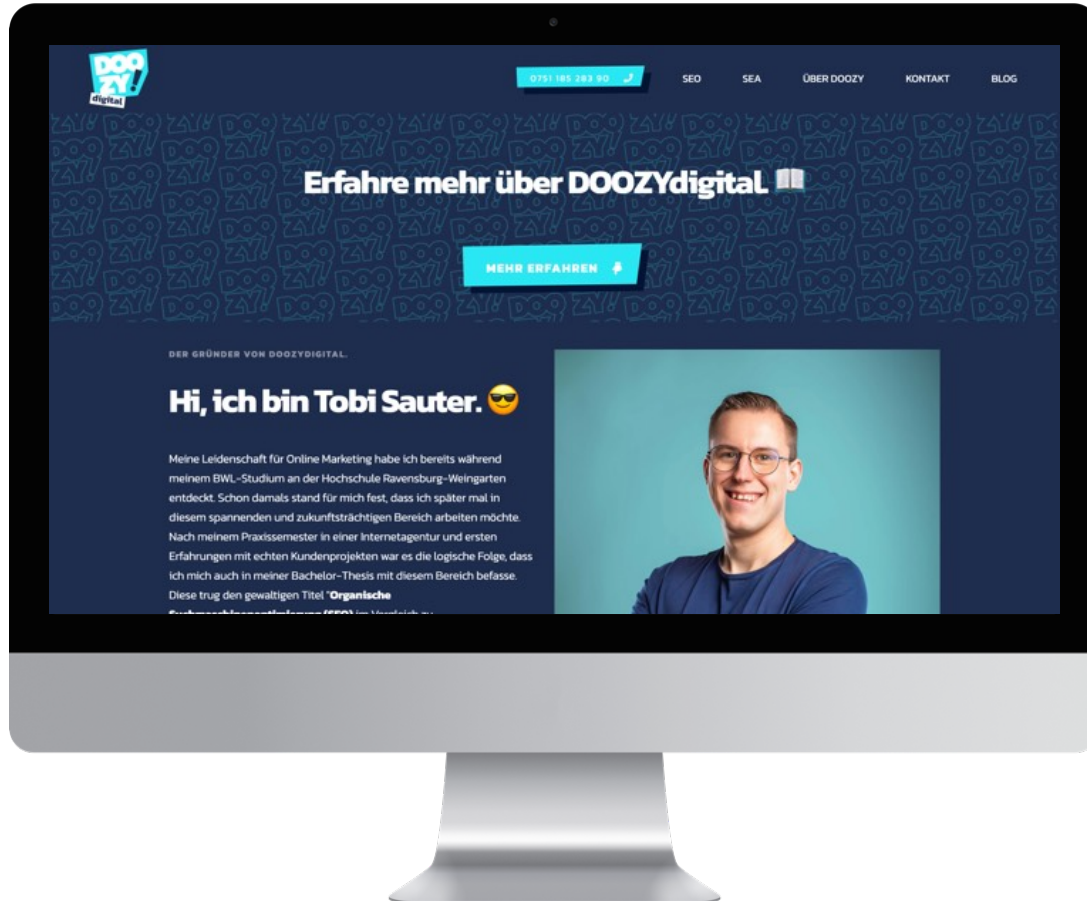 DOO
ZY!
digital
0751 185 283 90
SEO
SEA
ÜBER DOOZY
KONTAKT
BLOG
Erfahre mehr über DOOZYdigital. 📖
MEHR ERFAHREN
DER GRÜNDER VON DOOZYDIGITAL.
Hi, ich bin Tobi Sauter. 😎
Meine Leidenschaft für Online Marketing habe ich bereits während
meinem BWL-Studium an der Hochschule Ravensburg-Weingarten
entdeckt. Schon damals stand für mich fest, dass ich später mal in
diesem spannenden und zukunftsträchtigen Bereich arbeiten möchte.
Nach meinem Praxissemester in einer Internetagentur und ersten
Erfahrungen mit echten Kundenprojekten war es die logische Folge, dass
ich mich auch in meiner Bachelor-Thesis mit diesem Bereich befasse.
Diese trug den gewaltigen Titel "Organische
Suchmaschinenoptimierung (SEO) im Vergleich zu